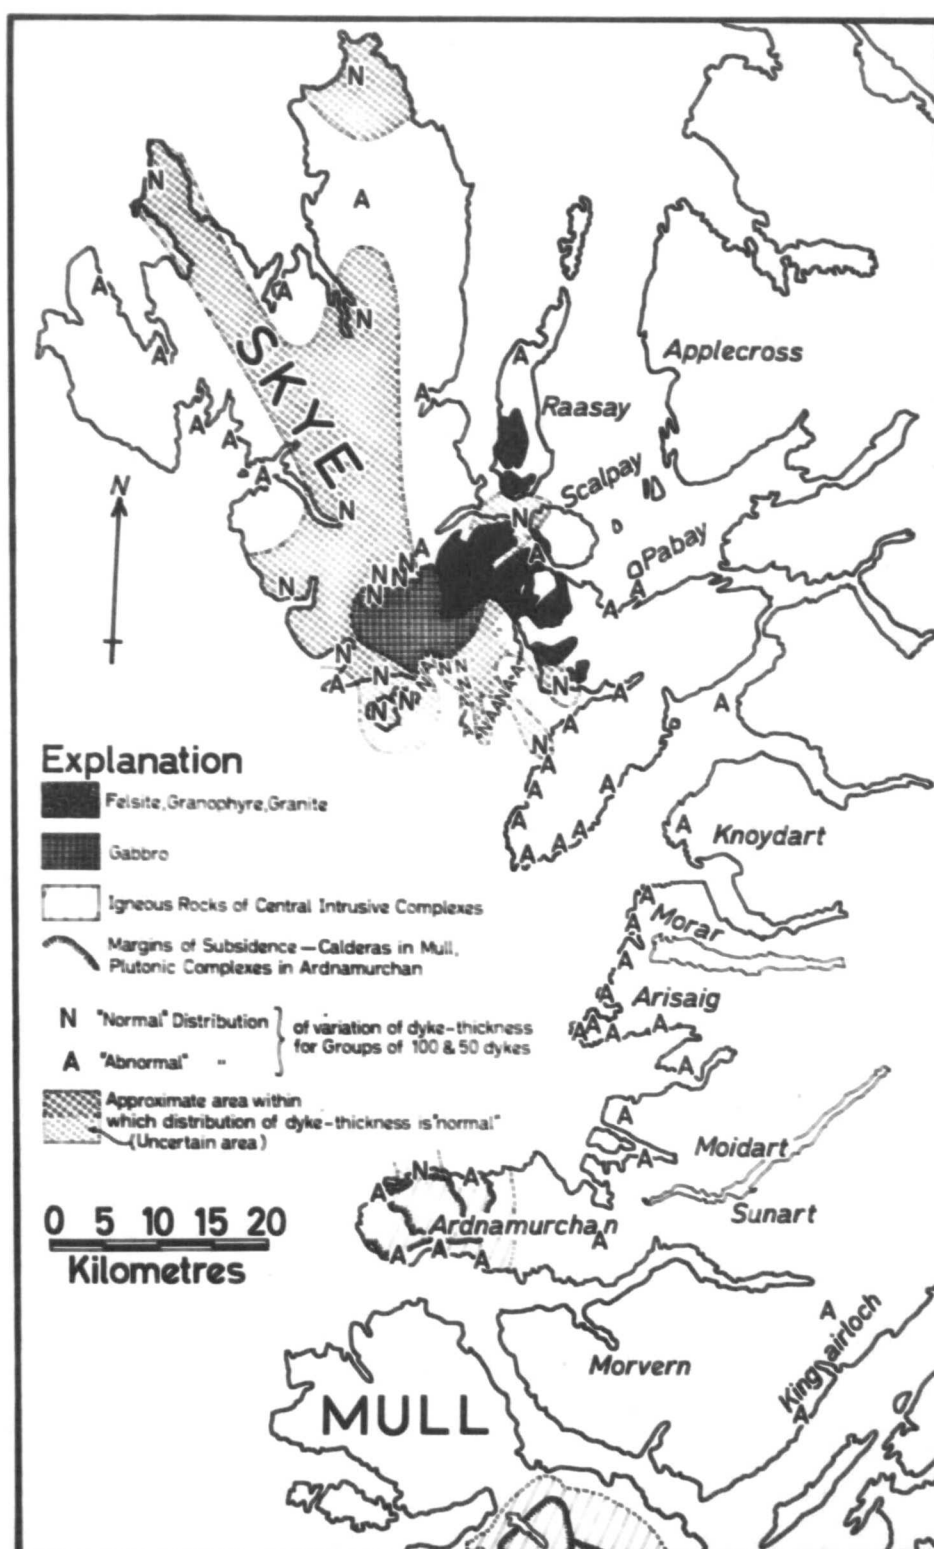 SKYE
Applecross
Raasay
Scalpay
Pabay
N
Explanation
Felsite, Granophyre, Granite
Gabbro
Igneous Rocks of Central Intrusive Complexes
Margins of Subsidence — Calderas in Mull,
Plutonic Complexes in Ardnamurchan
N "Normal" Distribution
A "Abnormal" "
of variation of dyke-thickness
for Groups of 100 & 50 dykes
Approximate area within
which distribution of dyke-thickness is "normal"
(Uncertain area)
0 5 10 15 20
Kilometres
Knoydart
Morar
Arisaig
Moidart
Sunart
Ardnamurchan
Morvern
Kingairloch
MULL